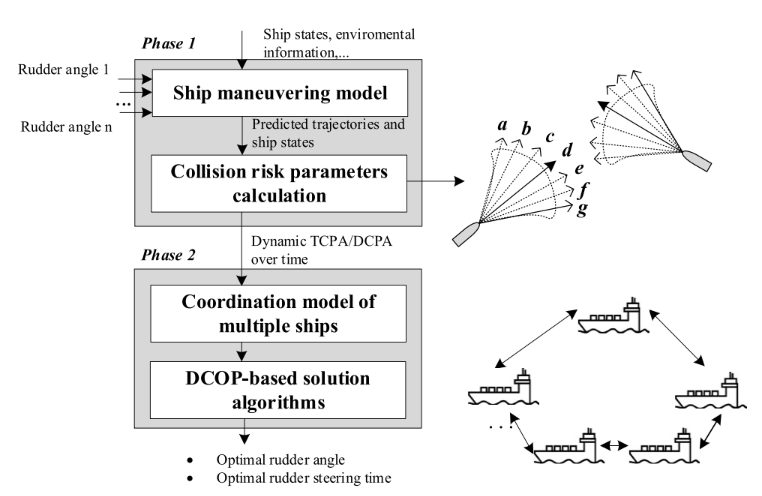 Phase 1
Ship states, enviromental
information,...
Rudder angle 1
...
Rudder angle n
Ship maneuvering model
Predicted trajectories and
ship states
Collision risk parameters
calculation
a
b
c
d
e
f
g
Dynamic TCPA/DCPA
over time
Phase 2
Coordination model of
multiple ships
DCOP-based solution
algorithms
...
• Optimal rudder angle
• Optimal rudder steering time